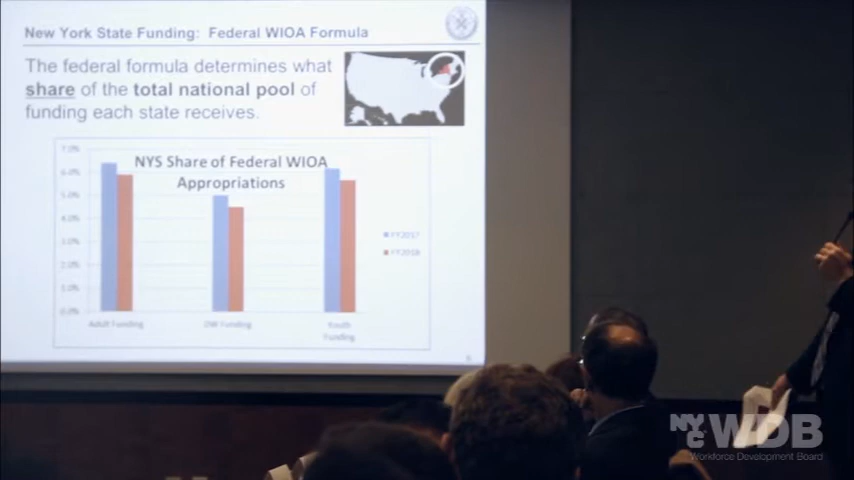 New York State Funding: Federal WIOA Formula
The federal formula determines what
share of the total national pool of
funding each state receives.
NYS Share of Federal WIOA
Appropriations
7.0%
6.0%
5.0%
4.0%
3.0%
2.0%
1.0%
0.0%
FY2017
FY2018
Adult Funding
DW Funding
Youth
Funding
NYC WDB
Workforce Development Board